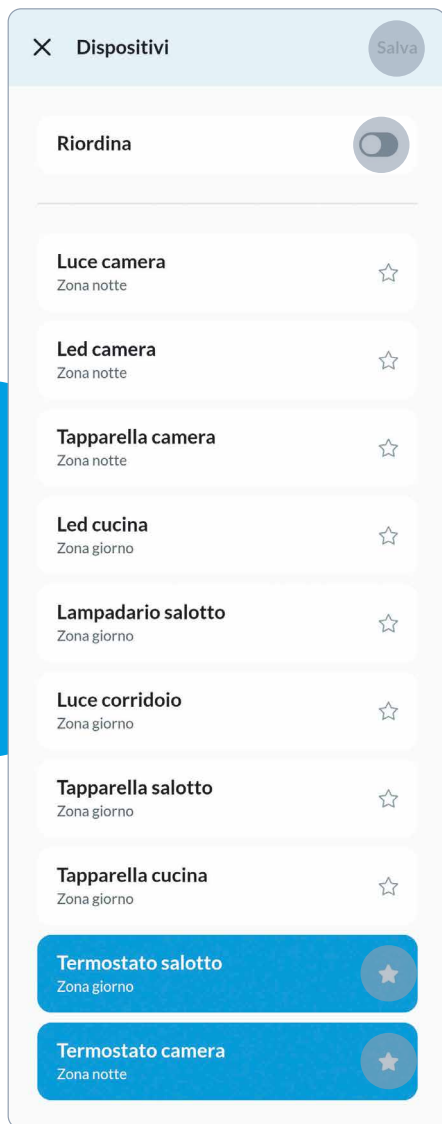 Dispositivi
Salva
Riordina
Luce camera
Zona notte
Led camera
Zona notte
Tapparella camera
Zona notte
Led cucina
Zona giorno
Lampadario salotto
Zona giorno
Luce corridoio
Zona giorno
Tapparella salotto
Zona giorno
Tapparella cucina
Zona giorno
Termostato salotto
Zona giorno
Termostato camera
Zona notte